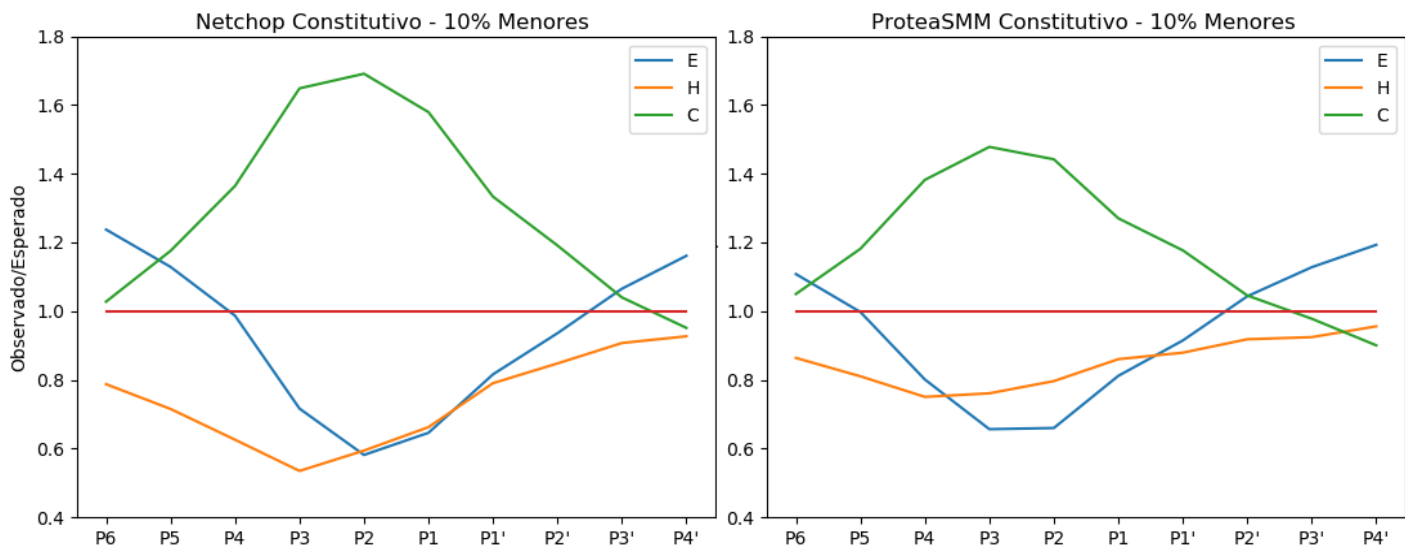 Netchop Constitutivo - 10% Menores
1.8
1.6
1.4
1.2
1.0
0.8
0.6
0.4
Observado/Esperado
E
H
C
P6 P5 P4 P3 P2 P1 P1' P2' P3' P4'
ProteaSMM Constitutivo - 10% Menores
1.8
1.6
1.4
1.2
1.0
0.8
0.6
0.4
E
H
C
P6 P5 P4 P3 P2 P1 P1' P2' P3' P4'